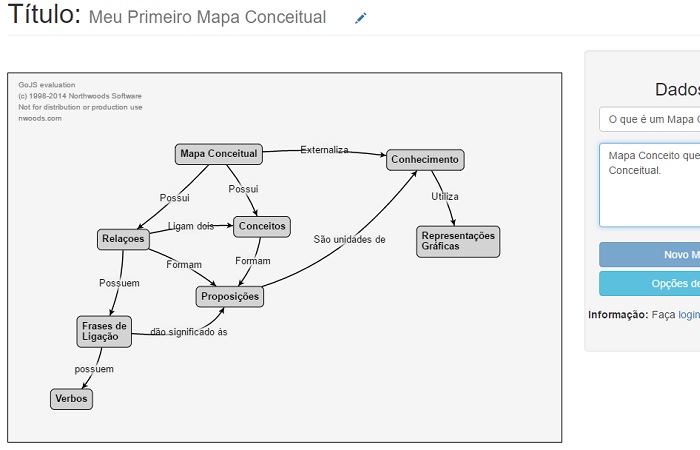 Título: Meu Primeiro Mapa Conceitual
GoJS evaluation
(c) 1998-2014 Northwoods Software
Not for distribution or production use
nwoods.com
Mapa Conceitual
Externaliza
Conhecimento
Possui
Possui
Utiliza
Relaçoes
Ligam dois
Conceitos
São unidades de
Representações
Gráficas
Formam
Formam
Possuem
Proposições
Frases de
Ligação
dão significado ás
possuem
Verbos
Dados
O que é um Mapa C
Mapa Conceito que
Conceitual.
Novo M
Opções de
Informação: Faça login